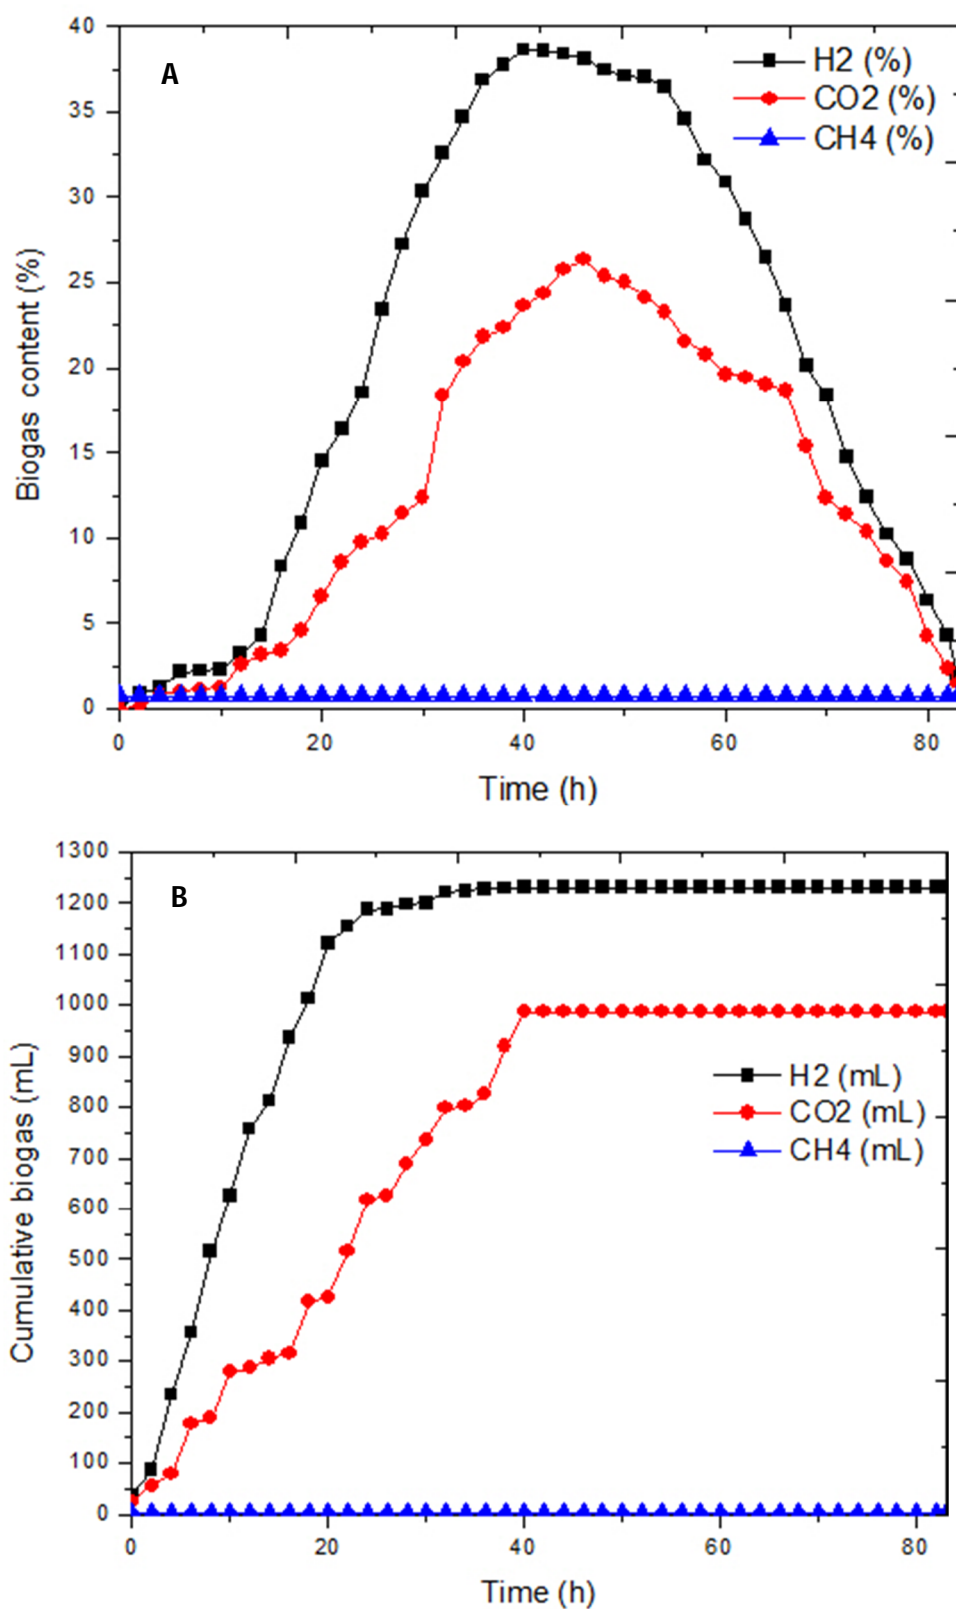 A
H2 (%)
CO2 (%)
CH4 (%)
40
35
30
25
20
15
10
5
0
Biogas content (%)
0 20 40 60 80
Time (h)
B
1300
1200
1100
1000
900
800
700
600
500
400
300
200
100
0
Cumulative biogas (mL)
H2 (mL)
CO2 (mL)
CH4 (mL)
0 20 40 60 80
Time (h)